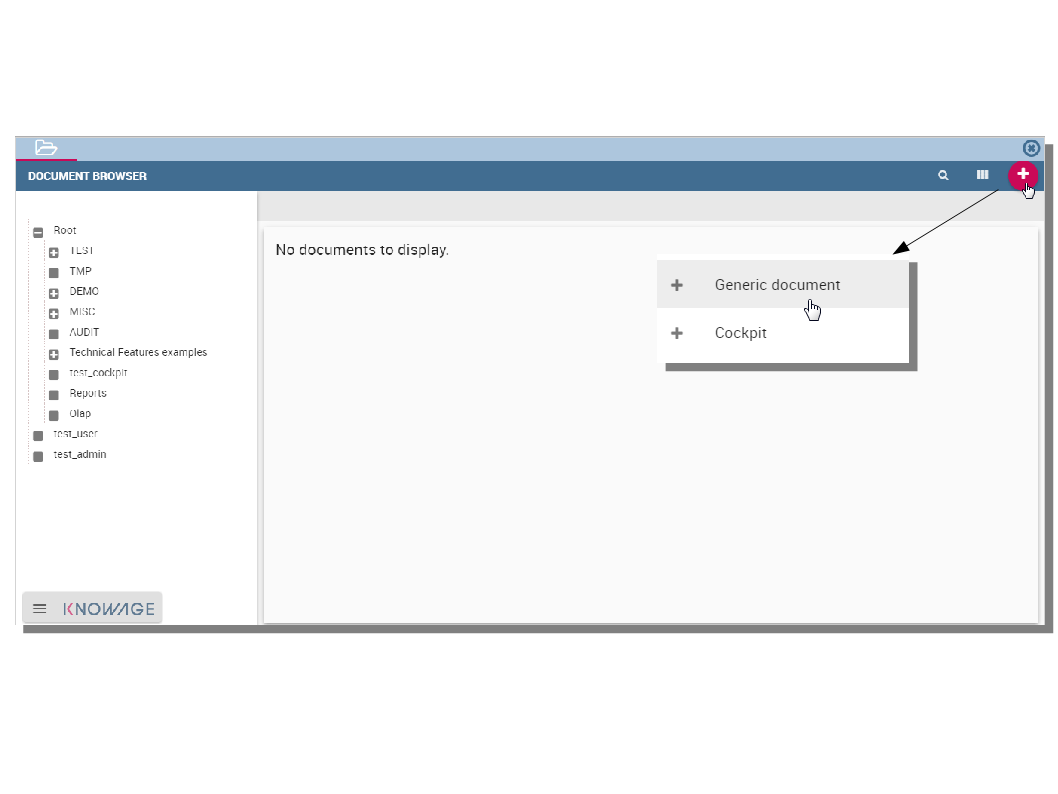 DOCUMENT BROWSER
Root
TEST
TMP
DEMO
MISC
AUDIT
Technical Features examples
test_cockpit
Reports
Olap
test_user
test_admin
No documents to display.
Generic document
Cockpit
KNOWAGE